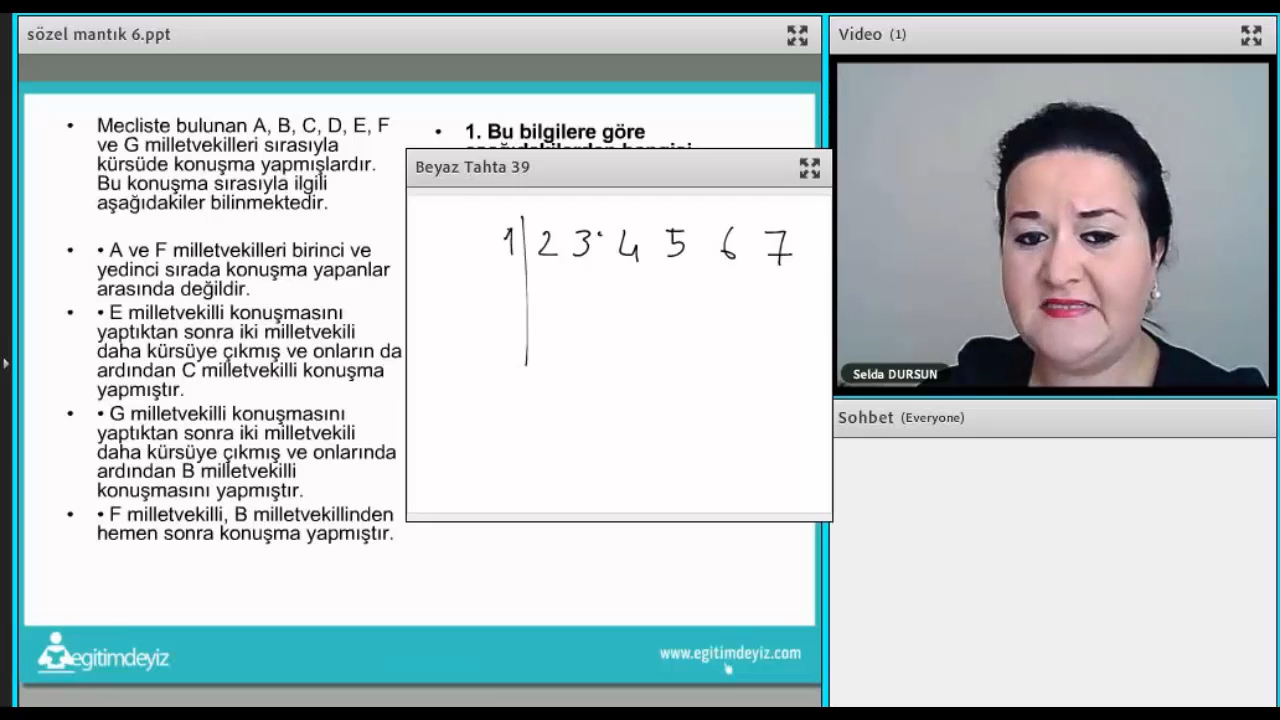 sözel mantık 6.ppt
Mecliste bulunan A, B, C, D, E, F
ve G milletvekilleri sırasıyla
kürsüde konuşma yapmışlardır.
Bu konuşma sırasıyla ilgili
aşağıdakiler bilinmektedir.
• A ve F milletvekilleri birinci ve
yedinci sırada konuşma yapanlar
arasında değildir.
• E milletvekilli konuşmasını
yaptıktan sonra iki milletvekili
daha kürsüye çıkmış ve onların da
ardından C milletvekilli konuşma
yapmıştır.
• G milletvekilli konuşmasını
yaptıktan sonra iki milletvekili
daha kürsüye çıkmış ve onlarında
ardından B milletvekilli
konuşmasını yapmıştır.
• F milletvekilli, B milletvekillinden
hemen sonra konuşma yapmıştır.
1. Bu bilgilere göre
Beyaz Tahta 39
1 2 3 4 5 6 7
egitimdeyiz
www.egitimdeyiz.com
Video (1)
Selda DURSUN
Sohbet (Everyone)